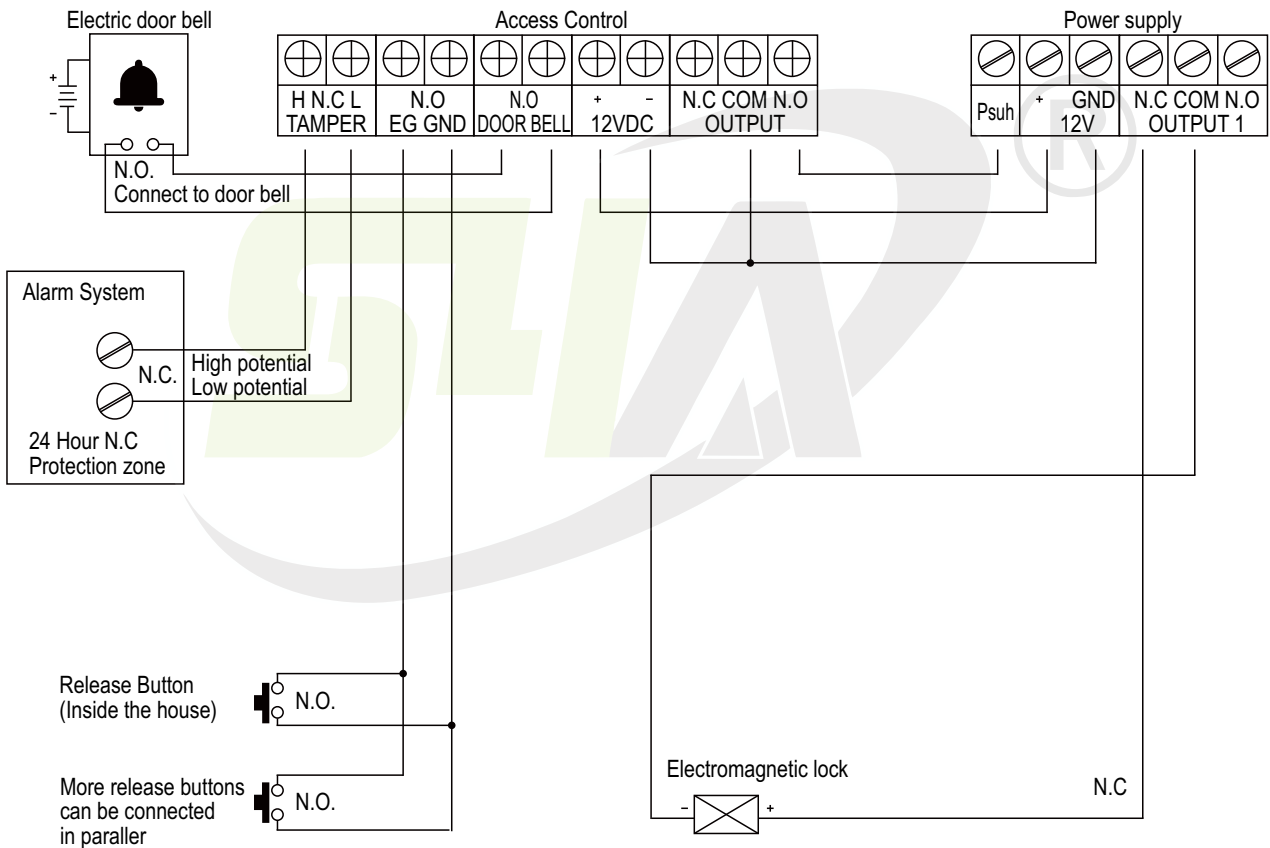 Electric door bell
Access Control
Power supply
+
–
H N.C L
TAMPER
N.O
EG GND
N.O
DOOR BELL
+ –
12VDC
N.C COM N.O
OUTPUT
Psuh
+ GND
12V
N.C COM N.O
OUTPUT 1
®
N.O.
Connect to door bell
S4A
Alarm System
N.C.
High potential
Low potential
24 Hour N.C
Protection zone
Release Button
(Inside the house)
N.O.
More release buttons
can be connected
in paraller
N.O.
Electromagnetic lock
– +
N.C